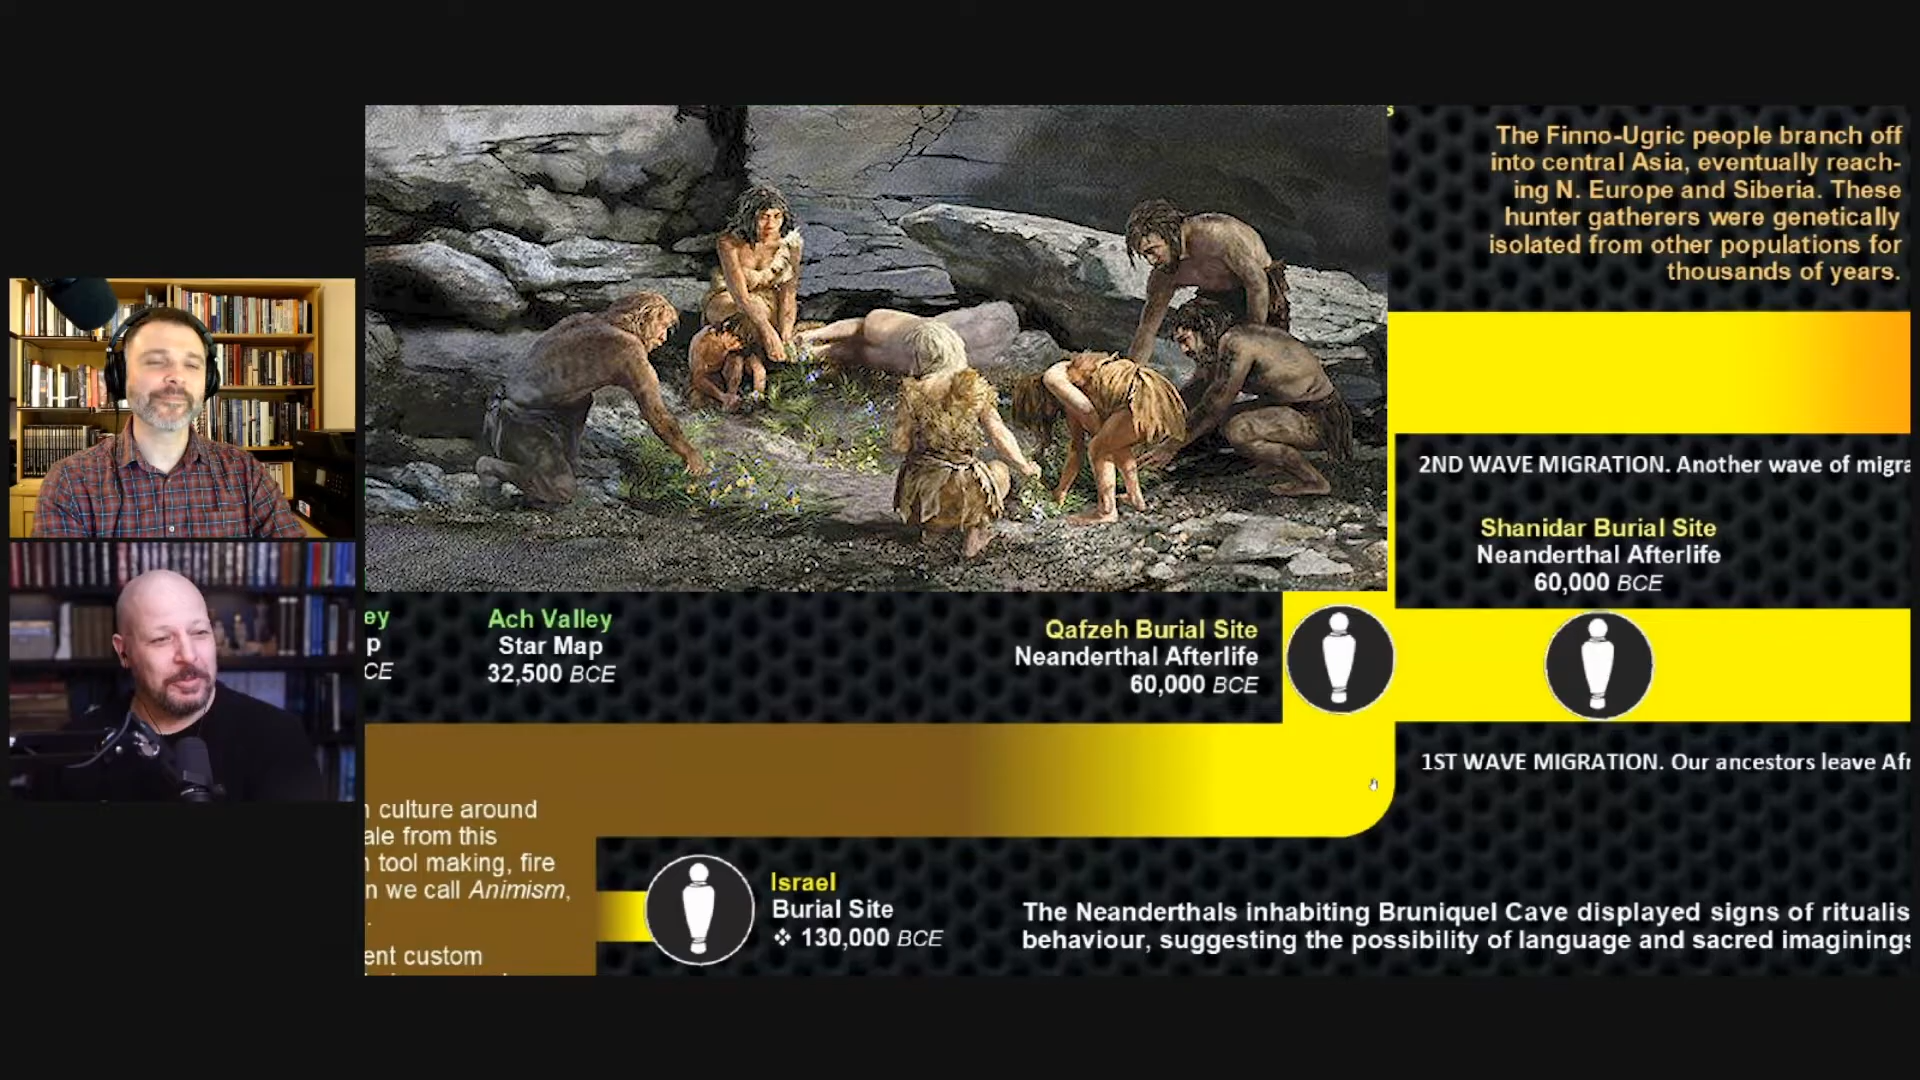 s
The Finno-Ugric people branch off
into central Asia, eventually reach-
ing N. Europe and Siberia. These
hunter gatherers were genetically
isolated from other populations for
thousands of years.
2ND WAVE MIGRATION. Another wave of migra
Shanidar Burial Site
Neanderthal Afterlife
60,000 BCE
ey
p
CE
Ach Valley
Star Map
32,500 BCE
Qafzeh Burial Site
Neanderthal Afterlife
60,000 BCE
1ST WAVE MIGRATION. Our ancestors leave Afr
n culture around
ale from this
n tool making, fire
n we call Animism,
.
ent custom
Israel
Burial Site
❖ 130,000 BCE
The Neanderthals inhabiting Bruniquel Cave displayed signs of ritualis
behaviour, suggesting the possibility of language and sacred imaginings